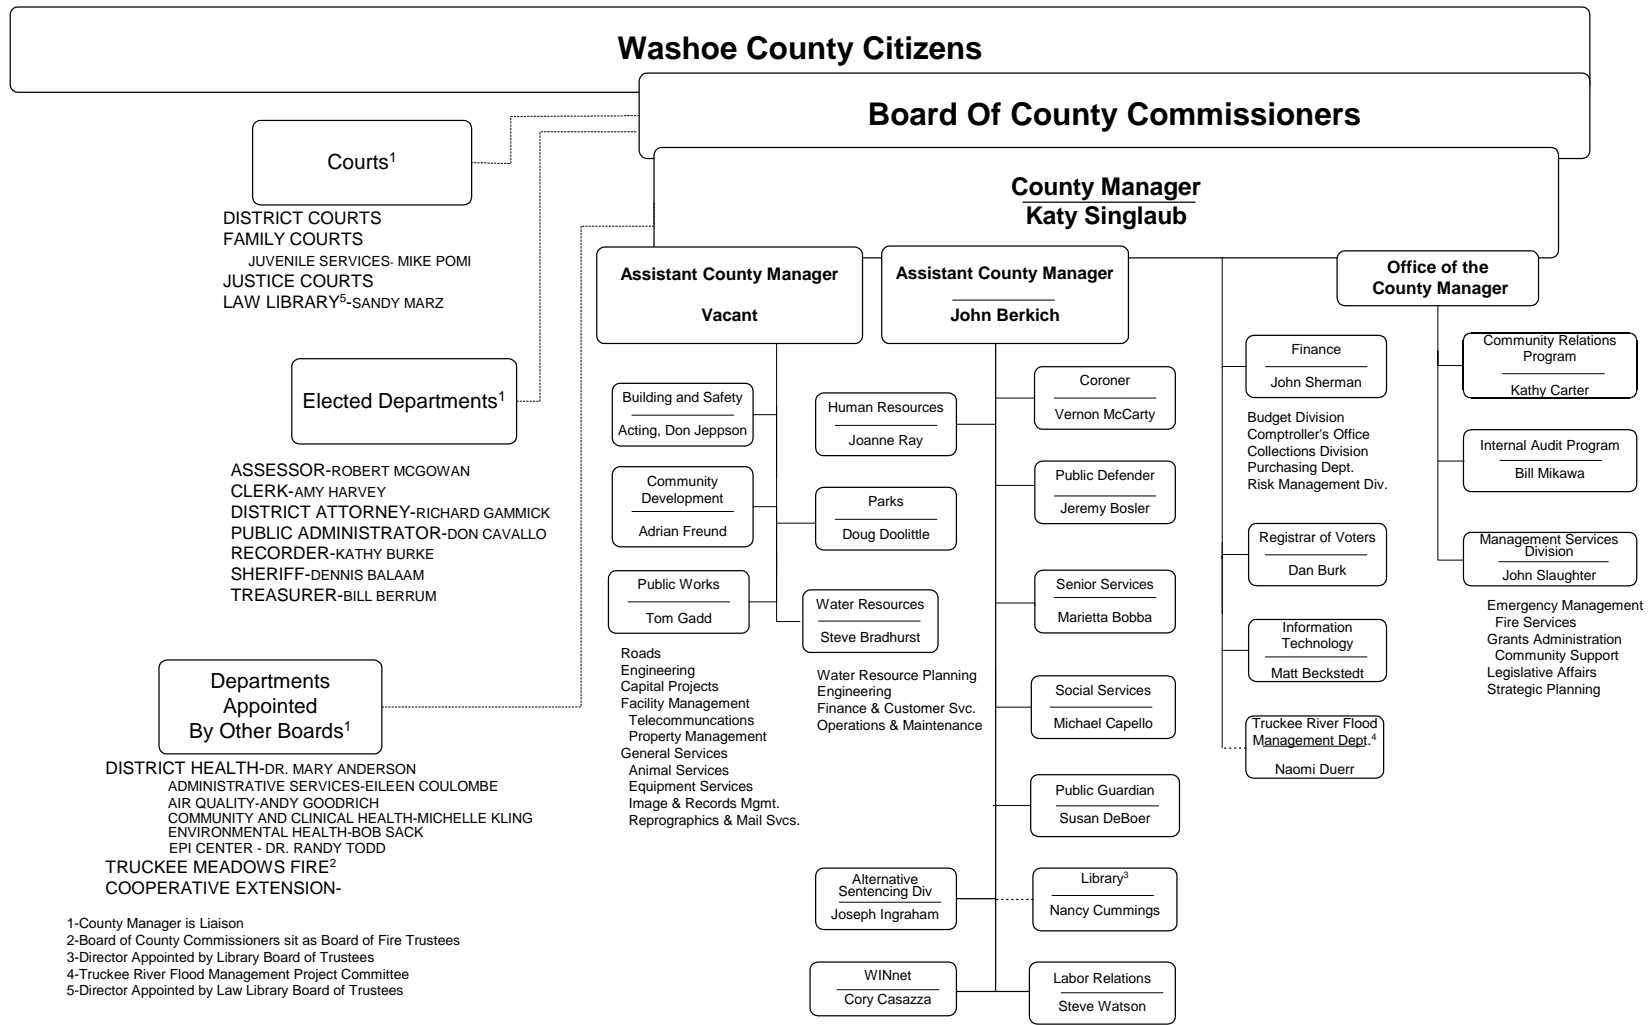 Washoe County Citizens
Board Of County Commissioners
County Manager
Katy Singlaub
Courts¹
DISTRICT COURTS
FAMILY COURTS
JUVENILE SERVICES- MIKE POMI
JUSTICE COURTS
LAW LIBRARY⁵-SANDY MARZ
Elected Departments¹
ASSESSOR-ROBERT MCGOWAN
CLERK-AMY HARVEY
DISTRICT ATTORNEY-RICHARD GAMMICK
PUBLIC ADMINISTRATOR-DON CAVALLO
RECORDER-KATHY BURKE
SHERIFF-DENNIS BALAAM
TREASURER-BILL BERRUM
Departments
Appointed
By Other Boards¹
DISTRICT HEALTH-DR. MARY ANDERSON
ADMINISTRATIVE SERVICES-EILEEN COULOMBE
AIR QUALITY-ANDY GOODRICH
COMMUNITY AND CLINICAL HEALTH-MICHELLE KLING
ENVIRONMENTAL HEALTH-BOB SACK
EPI CENTER - DR. RANDY TODD
TRUCKEE MEADOWS FIRE²
COOPERATIVE EXTENSION-
1-County Manager is Liaison
2-Board of County Commissioners sit as Board of Fire Trustees
3-Director Appointed by Library Board of Trustees
4-Truckee River Flood Management Project Committee
5-Director Appointed by Law Library Board of Trustees
Assistant County Manager
Vacant
Building and Safety
Acting, Don Jeppson
Community
Development
Adrian Freund
Public Works
Tom Gadd
Roads
Engineering
Capital Projects
Facility Management
Telecommuncations
Property Management
General Services
Animal Services
Equipment Services
Image & Records Mgmt.
Reprographics & Mail Svcs.
Parks
Doug Doolittle
Water Resources
Steve Bradhurst
Water Resource Planning
Engineering
Finance & Customer Svc.
Operations & Maintenance
Assistant County Manager
John Berkich
Human Resources
Joanne Ray
Alternative
Sentencing Div
Joseph Ingraham
WINnet
Cory Casazza
Coroner
Vernon McCarty
Public Defender
Jeremy Bosler
Senior Services
Marietta Bobba
Social Services
Michael Capello
Public Guardian
Susan DeBoer
Library³
Nancy Cummings
Labor Relations
Steve Watson
Finance
John Sherman
Budget Division
Comptroller's Office
Collections Division
Purchasing Dept.
Risk Management Div.
Registrar of Voters
Dan Burk
Information
Technology
Matt Beckstedt
Truckee River Flood
Management Dept.⁴
Naomi Duerr
Office of the
County Manager
Community Relations
Program
Kathy Carter
Internal Audit Program
Bill Mikawa
Management Services
Division
John Slaughter
Emergency Management
Fire Services
Grants Administration
Community Support
Legislative Affairs
Strategic Planning